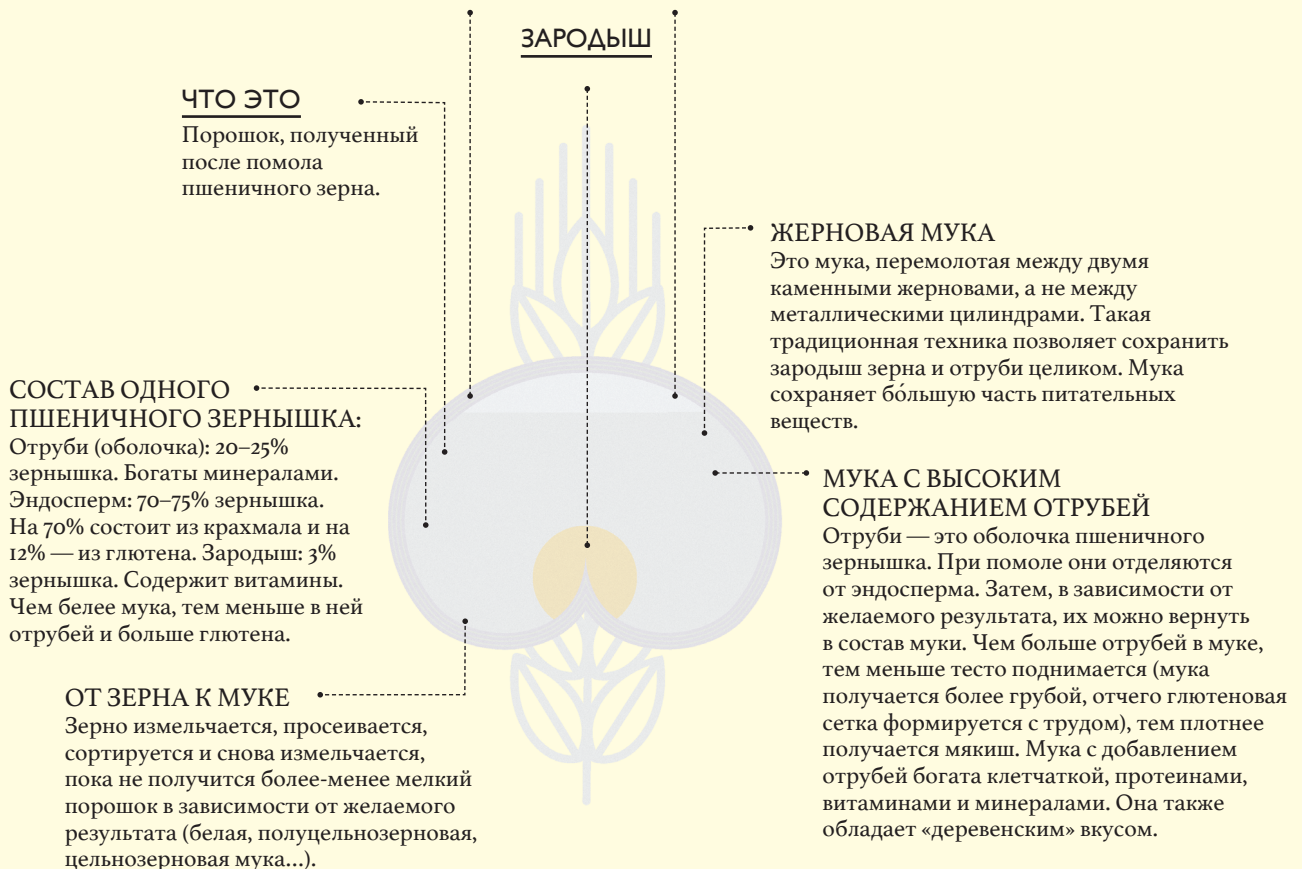 ЗАРОДЫШ
ЧТО ЭТО
Порошок, полученный
после помола
пшеничного зерна.
ЖЕРНОВАЯ МУКА
Это мука, перемолотая между двумя
каменными жерновами, а не между
металлическими цилиндрами. Такая
традиционная техника позволяет сохранить
зародыш зерна и отруби целиком. Мука
сохраняет бо́льшую часть питательных
веществ.
СОСТАВ ОДНОГО
ПШЕНИЧНОГО ЗЕРНЫШКА:
Отруби (оболочка): 20–25%
зернышка. Богаты минералами.
Эндосперм: 70–75% зернышка.
На 70% состоит из крахмала и на
12% — из глютена. Зародыш: 3%
зернышка. Содержит витамины.
Чем белее мука, тем меньше в ней
отрубей и больше глютена.
МУКА С ВЫСОКИМ
СОДЕРЖАНИЕМ ОТРУБЕЙ
Отруби — это оболочка пшеничного
зернышка. При помоле они отделяются
от эндосперма. Затем, в зависимости от
желаемого результата, их можно вернуть
в состав муки. Чем больше отрубей в муке,
тем меньше тесто поднимается (мука
получается более грубой, отчего глютеновая
сетка формируется с трудом), тем плотнее
получается мякиш. Мука с добавлением
отрубей богата клетчаткой, протеинами,
витаминами и минералами. Она также
обладает «деревенским» вкусом.
ОТ ЗЕРНА К МУКЕ
Зерно измельчается, просеивается,
сортируется и снова измельчается,
пока не получится более-менее мелкий
порошок в зависимости от желаемого
результата (белая, полуцельнозерновая,
цельнозерновая мука...).